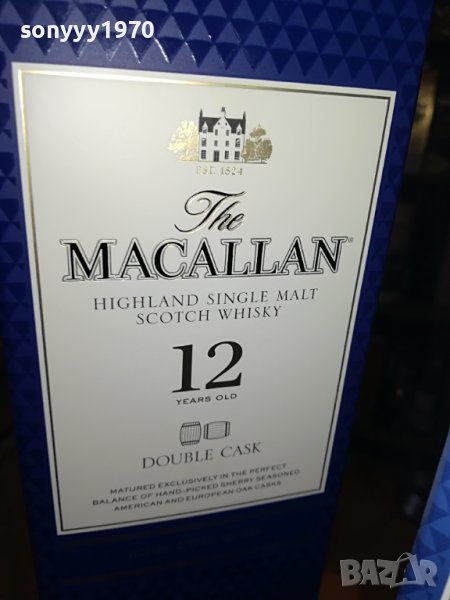 sonyyy1970
EST. 1824
The
MACALLAN®
HIGHLAND SINGLE MALT
SCOTCH WHISKY
12
YEARS OLD
DOUBLE CASK
MATURED EXCLUSIVELY IN THE PERFECT
BALANCE OF HAND-PICKED SHERRY SEASONED
AMERICAN AND EUROPEAN OAK CASKS
BAZAR